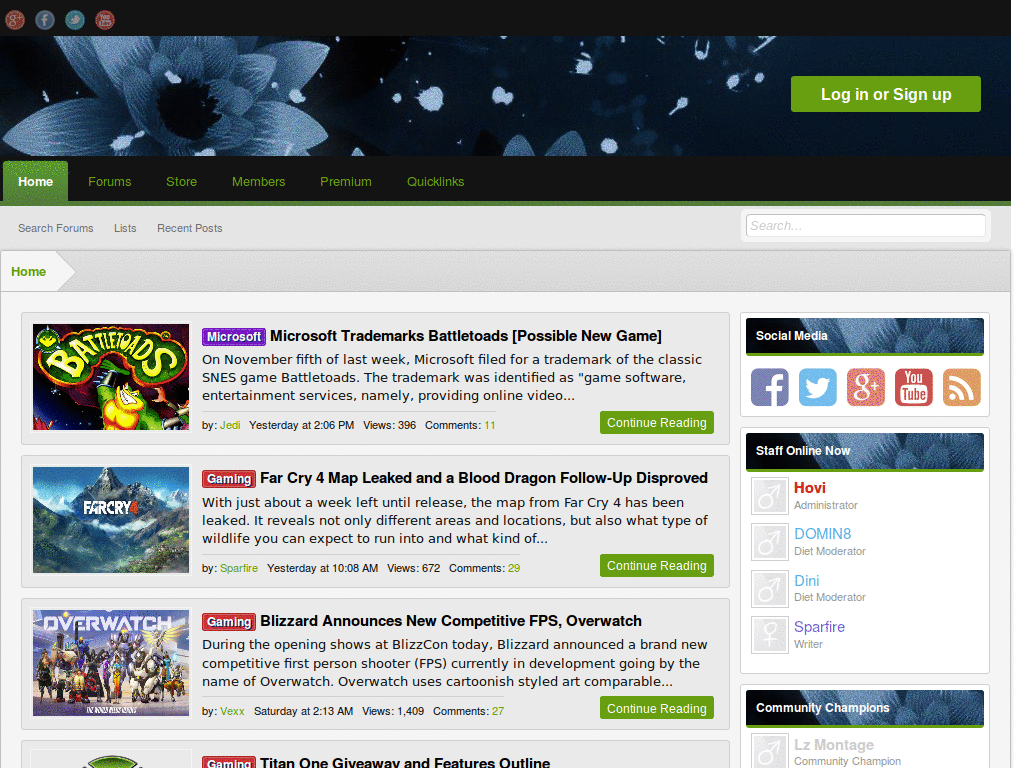 Log in or Sign up
Home Forums Store Members Premium Quicklinks
Search Forums Lists Recent Posts
Search...
Home
BATTLETOADS
Microsoft Microsoft Trademarks Battletoads [Possible New Game]
On November fifth of last week, Microsoft filed for a trademark of the classic
SNES game Battletoads. The trademark was identified as "game software,
entertainment services, namely, providing online video...
by: Jedi Yesterday at 2:06 PM Views: 396 Comments: 11
Continue Reading
FARCRY4
Gaming Far Cry 4 Map Leaked and a Blood Dragon Follow-Up Disproved
With just about a week left until release, the map from Far Cry 4 has been
leaked. It reveals not only different areas and locations, but also what type of
wildlife you can expect to run into and what kind of...
by: Sparfire Yesterday at 10:08 AM Views: 672 Comments: 29
Continue Reading
OVERWATCH
THE WORLD NEEDS HEROES
Gaming Blizzard Announces New Competitive FPS, Overwatch
During the opening shows at BlizzCon today, Blizzard announced a brand new
competitive first person shooter (FPS) currently in development going by the
name of Overwatch. Overwatch uses cartoonish styled art comparable...
by: Vexx Saturday at 2:13 AM Views: 1,409 Comments: 27
Continue Reading
Gaming Titan One Giveaway and Features Outline
Social Media
You Tube
Staff Online Now
Hovi
Administrator
DOMIN8
Diet Moderator
Dini
Diet Moderator
Sparfire
Writer
Community Champions
Lz Montage
Community Champion